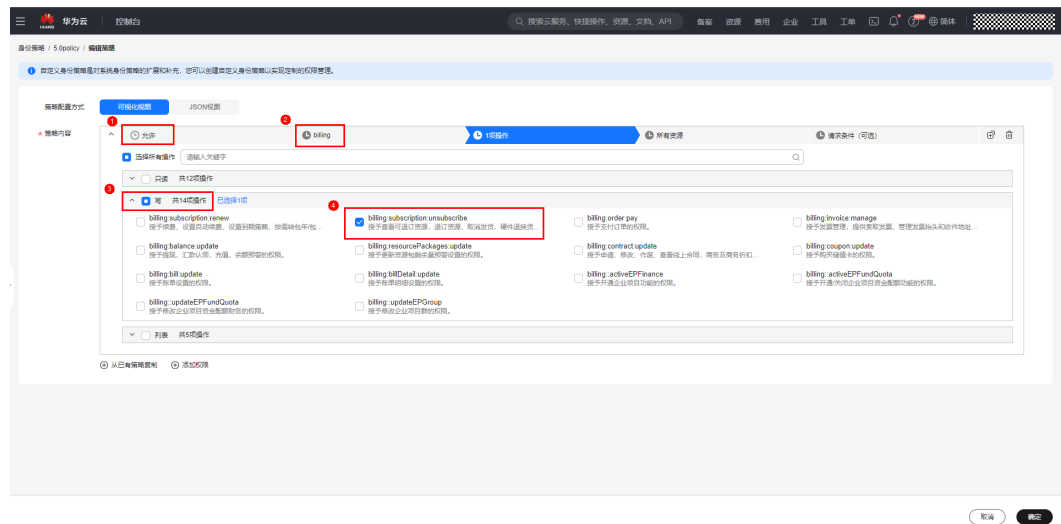 华为云 控制台 搜索云服务、快捷操作、资源、文档、API 备案 资源 费用 企业 工具 工单 简体
HUAWEI
身份策略 / 5.0policy / 编辑策略
自定义身份策略是对系统身份策略的扩展和补充，您可以创建自定义身份策略以实现定制的权限管理。
策略配置方式 可视化视图 JSON视图
1 2
* 策略内容 允许 billing 1项操作 所有资源 请求条件（可选）
选择所有操作 请输入关键字
只读 共12项操作
3
写 共14项操作 已选择1项
4
billing:subscription:renew billing:subscription:unsubscribe billing:order:pay billing:invoice:manage
授予续费、设置自动续费、设置到期策略、按需转包年/包... 授予查看可退订资源、退订资源、取消发货、硬件退换货... 授予支付订单的权限。 授予发票管理、提供索取发票、管理发票抬头和收件地址...
billing:balance:update billing:resourcePackages:update billing:contract:update billing:coupon:update
授予提现、汇款认领、充值、余额预警的权限。 授予更新资源包剩余量预警设置的权限。 授予申请、修改、作废、查看线上合同、商务及商务折扣... 授予购买储值卡的权限。
billing:bill:update billing:billDetail:update billing::activeEPFinance billing::activeEPFundQuota
授予账单设置的权限。 授予账单明细设置的权限。 授予开通企业项目功能的权限。 授予开通/关闭企业项目资金配额功能的权限。
billing::updateEPFundQuota billing::updateEPGroup
授予修改企业项目资金配额财务的权限。 授予修改企业项目群的权限。
列表 共5项操作
从已有策略复制 添加权限
取消 确定